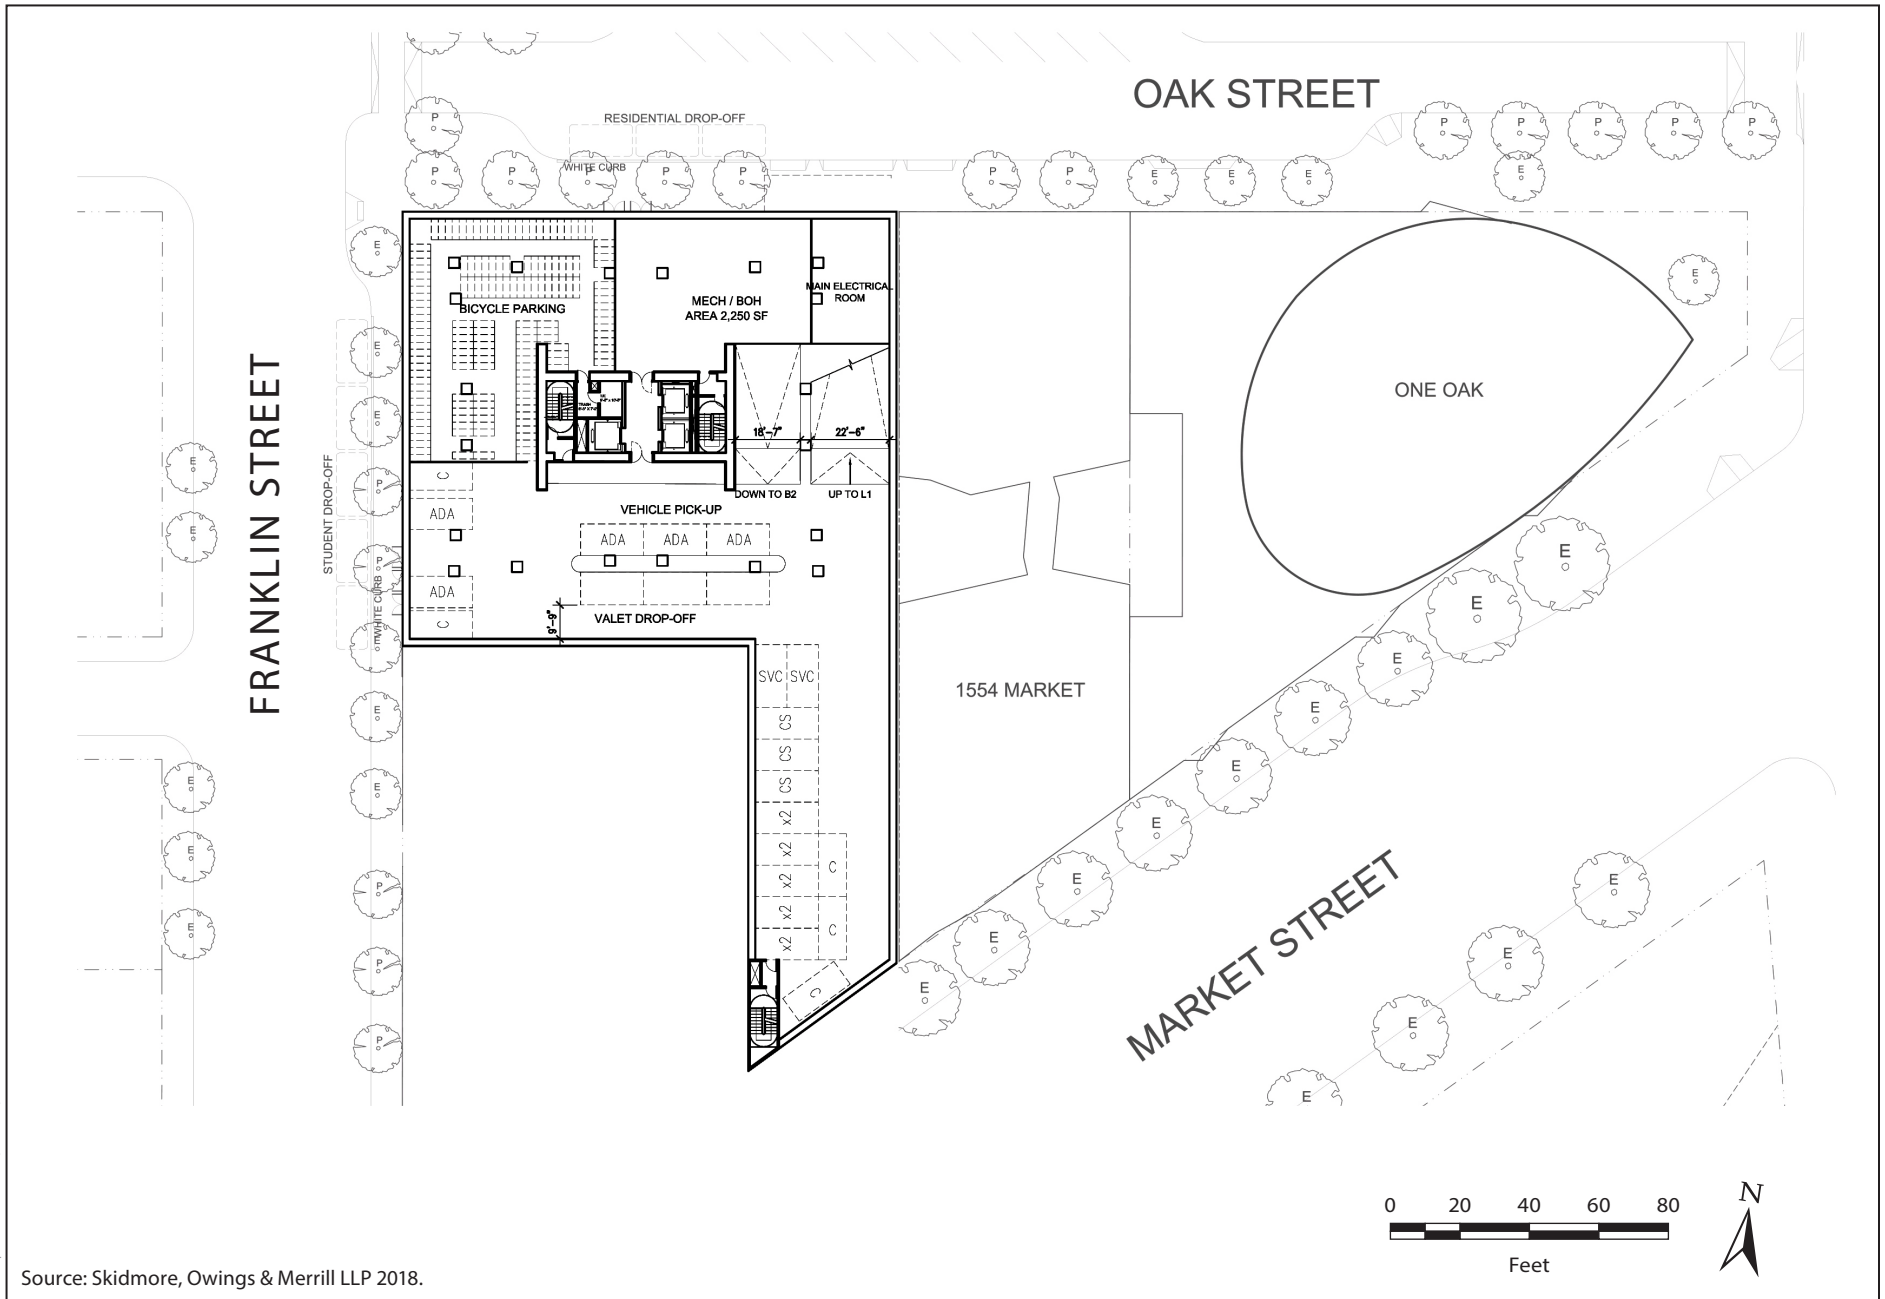 OAK STREET
RESIDENTIAL DROP-OFF
P
P P P P P
WHITE CURB
P P P P P
P P E E E E
E
E
MAIN ELECTRICAL
ROOM
MECH / BOH
AREA 2,250 SF
BICYCLE PARKING
E
FRANKLIN STREET
ONE OAK
TRASH
E
18'-7"
22'-6"
STUDENT DROP-OFF
E
C
P
DOWN TO B2
UP TO L1
ADA
VEHICLE PICK-UP
E
ADA ADA ADA
E
P
ADA
WHITE CURB
C
9'-9"
VALET DROP-OFF
E
E
E
SVC SVC
1554 MARKET
E
E
CS
CS
CS
E
E
E
x2
x2
x2
x2
x2
C
C
E
E
E
P
E
E
MARKET STREET
E
E
P
C
E
E
P
E
E
N
0 20 40 60 80
Feet
Source: Skidmore, Owings & Merrill LLP 2018.